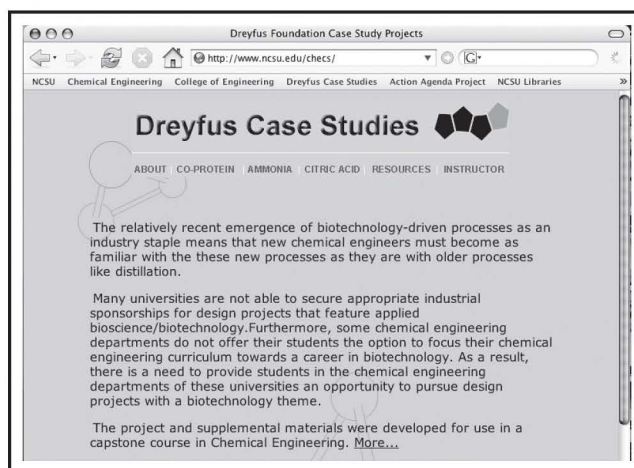 Dreyfus Foundation Case Study Projects
http://www.ncsu.edu/checs/ G
NCSU Chemical Engineering College of Engineering Dreyfus Case Studies Action Agenda Project NCSU Libraries »
Dreyfus Case Studies
ABOUT | CO-PROTEIN | AMMONIA | CITRIC ACID | RESOURCES | INSTRUCTOR
The relatively recent emergence of biotechnology-driven processes as an
industry staple means that new chemical engineers must become as
familiar with the these new processes as they are with older processes
like distillation.
Many universities are not able to secure appropriate industrial
sponsorships for design projects that feature applied
bioscience/biotechnology.Furthermore, some chemical engineering
departments do not offer their students the option to focus their chemical
engineering curriculum towards a career in biotechnology. As a result,
there is a need to provide students in the chemical engineering
departments of these universities an opportunity to pursue design
projects with a biotechnology theme.
The project and supplemental materials were developed for use in a
capstone course in Chemical Engineering. More...